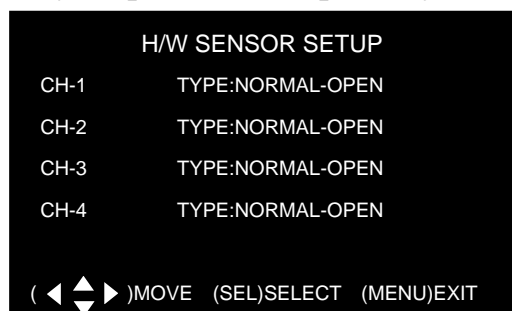 H/W SENSOR SETUP
CH-1 TYPE:NORMAL-OPEN
CH-2 TYPE:NORMAL-OPEN
CH-3 TYPE:NORMAL-OPEN
CH-4 TYPE:NORMAL-OPEN
( )MOVE (SEL)SELECT (MENU)EXIT